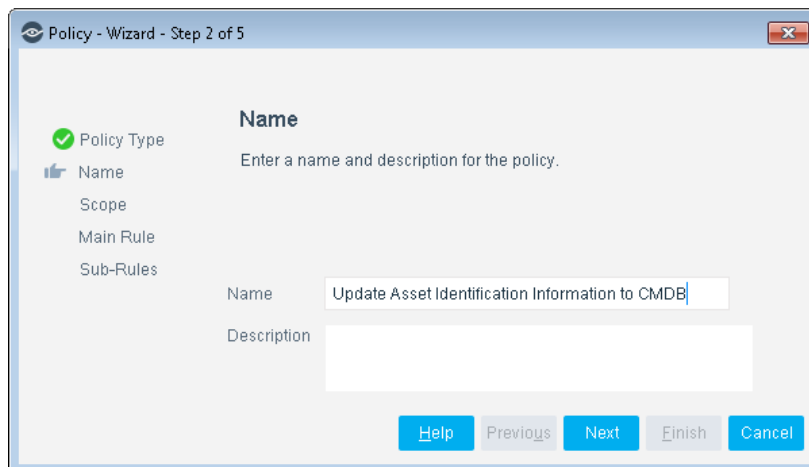 Policy - Wizard - Step 2 of 5
Policy Type
Name
Scope
Main Rule
Sub-Rules
Name
Enter a name and description for the policy.
Name Update Asset Identification Information to CMDB
Description
Help Previous Next Finish Cancel